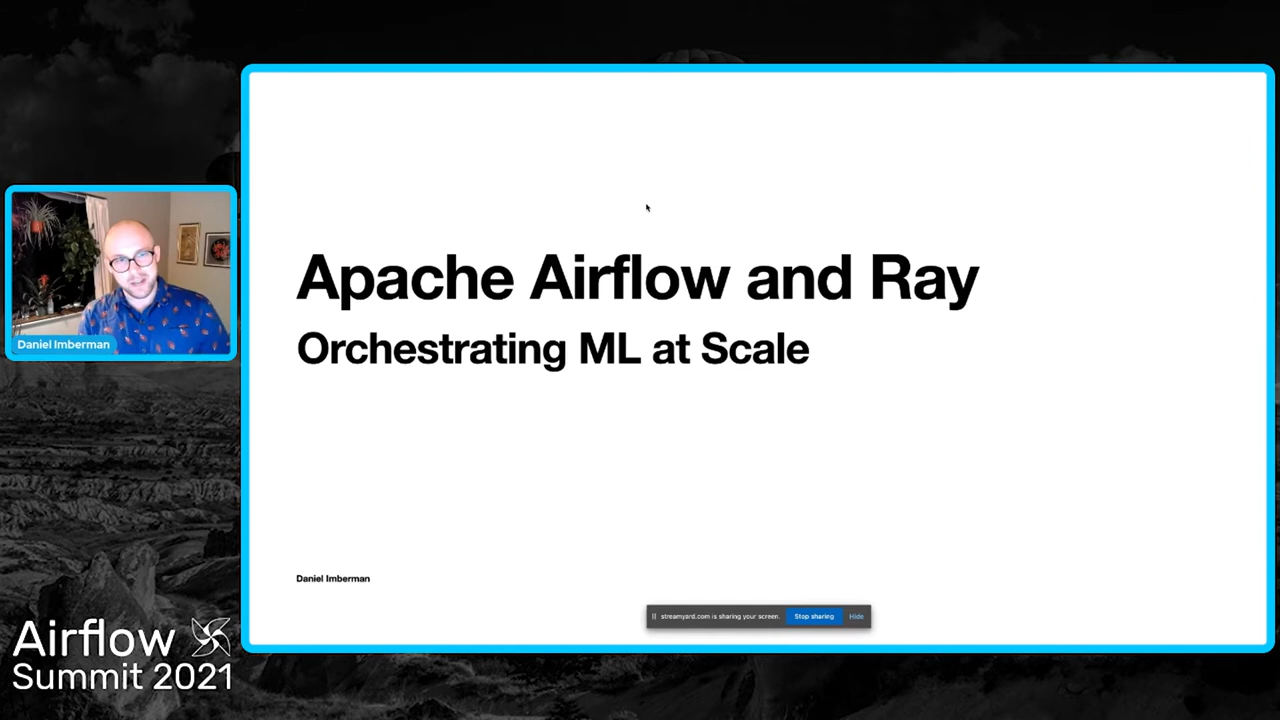 Apache Airflow and Ray
Orchestrating ML at Scale
Daniel Imberman
Daniel Imberman
streamyard.com is sharing your screen. Stop sharing Hide
Airflow
Summit 2021